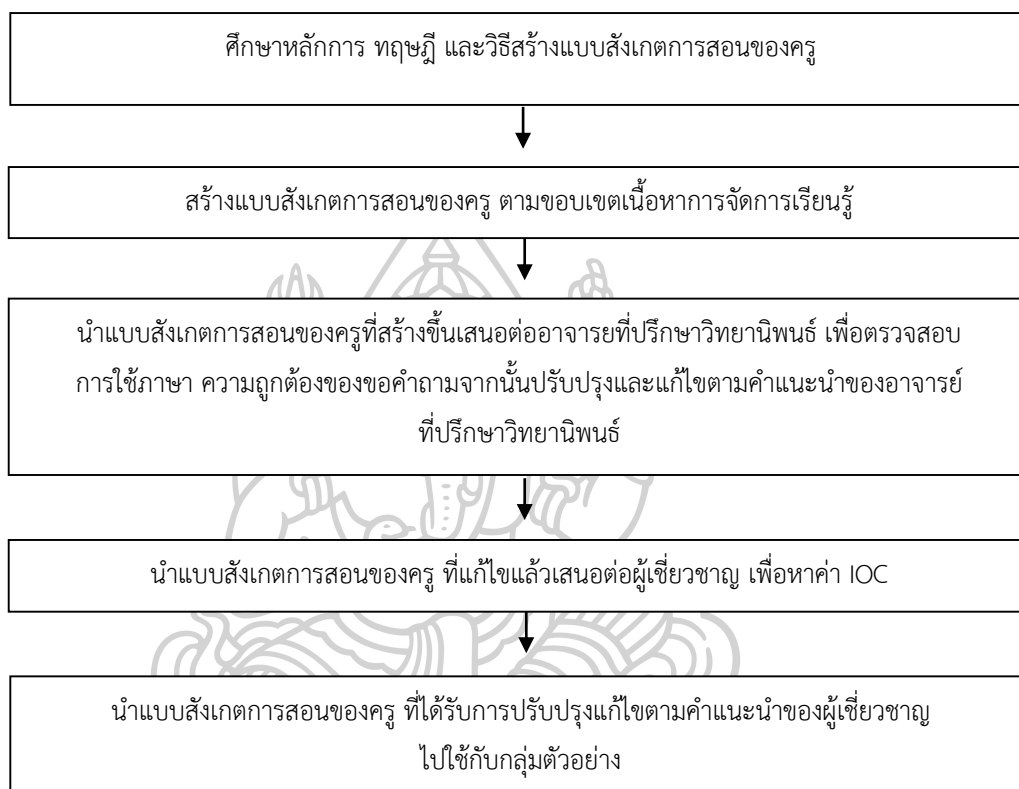 ศึกษาหลักการ ทฤษฎี และวิธีสร้างแบบสังเกตการสอนของครู
สร้างแบบสังเกตการสอนของครู ตามขอบเขตเนื้อหาการจัดการเรียนรู้
นำแบบสังเกตการสอนของครูที่สร้างขึ้นเสนอต่ออาจารย์ที่ปรึกษาวิทยานิพนธ์ เพื่อตรวจสอบ
การใช้ภาษา ความถูกต้องของขอคำถามจากนั้นปรับปรุงและแก้ไขตามคำแนะนำของอาจารย์
ที่ปรึกษาวิทยานิพนธ์
นำแบบสังเกตการสอนของครู ที่แก้ไขแล้วเสนอต่อผู้เชี่ยวชาญ เพื่อหาค่า IOC
นำแบบสังเกตการสอนของครู ที่ได้รับการปรับปรุงแก้ไขตามคำแนะนำของผู้เชี่ยวชาญ
ไปใช้กับกลุ่มตัวอย่าง